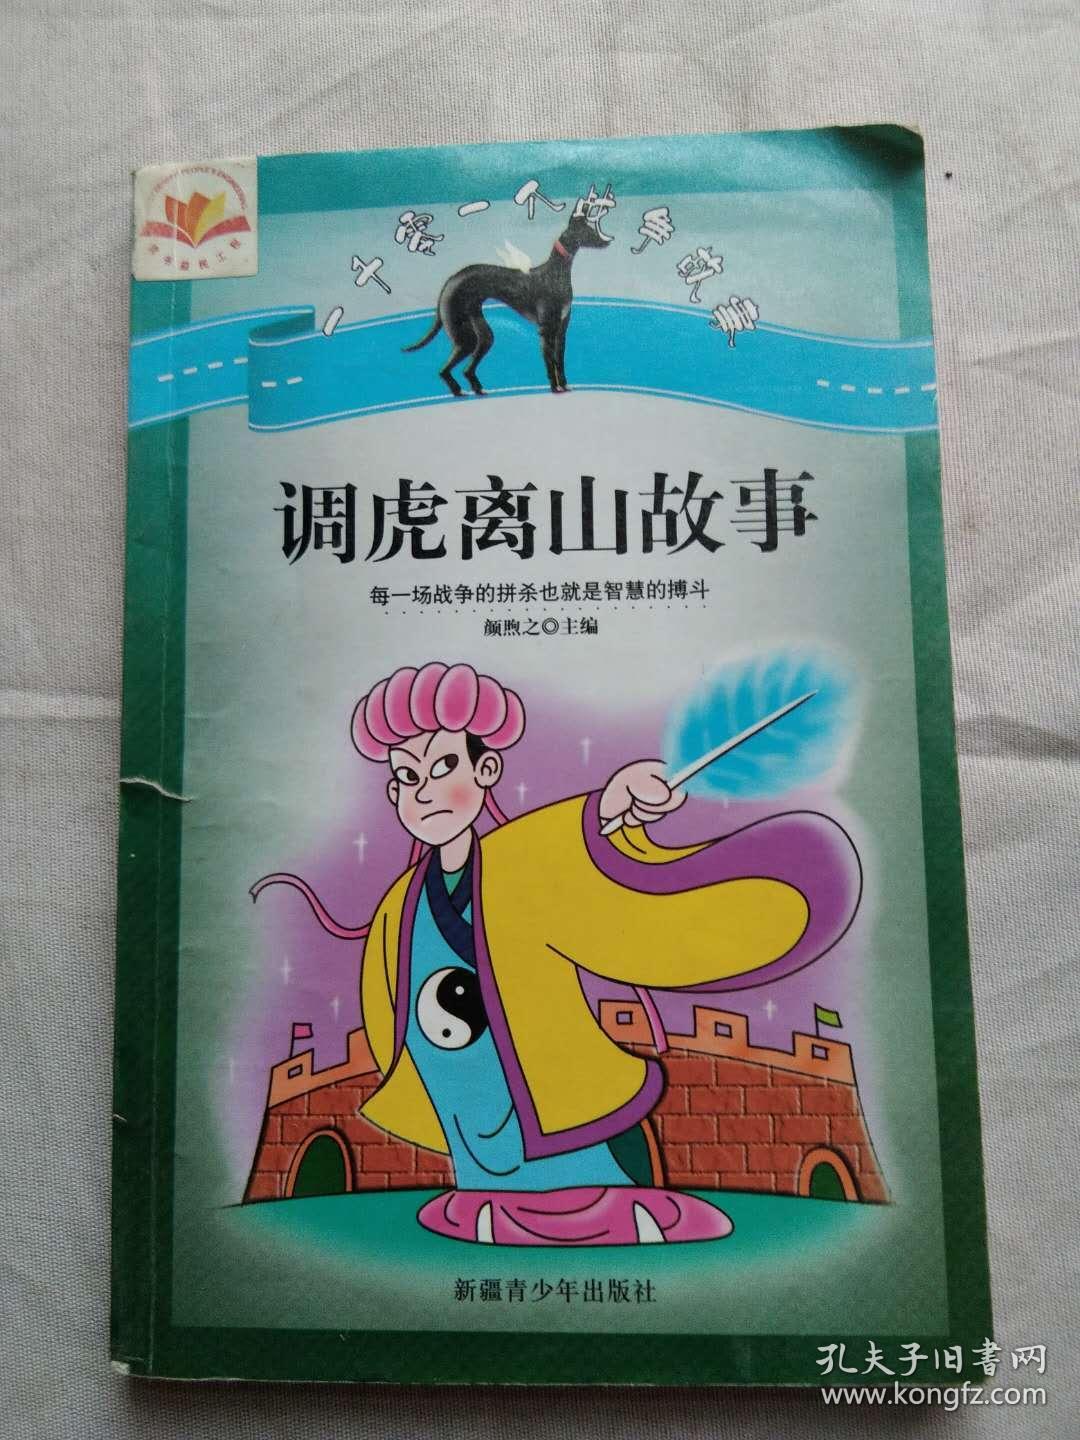 一千零一个战争故事
调虎离山故事
每一场战争的拼杀也就是智慧的搏斗
颜煦之◎主编
新疆青少年出版社
孔夫子旧書网
www.kongfz.com